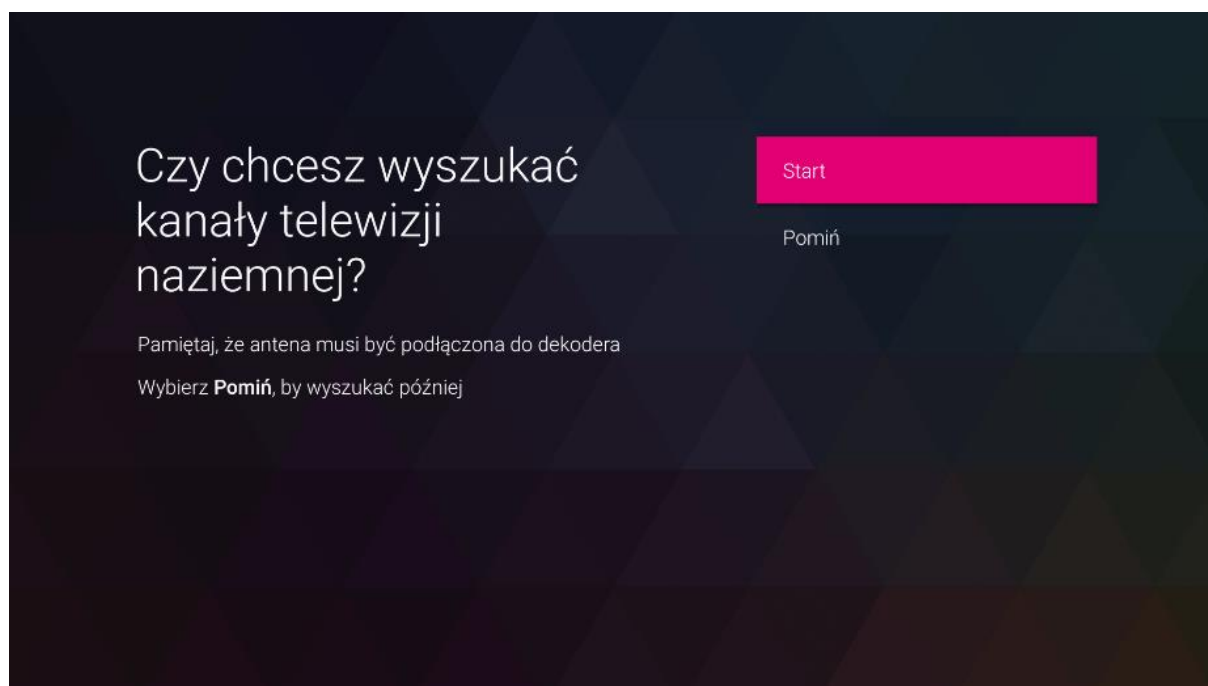 Czy chcesz wyszukać
kanały telewizji
naziemnej?
Pamiętaj, że antena musi być podłączona do dekodera
Wybierz Pomiń, by wyszukać później
Start
Pomiń